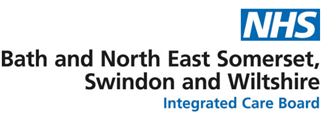 NHS
Bath and North East Somerset,
Swindon and Wiltshire
Integrated Care Board